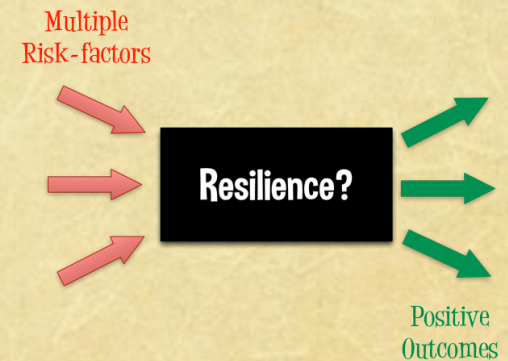 Multiple
Risk-factors
Resilience?
Positive
Outcomes